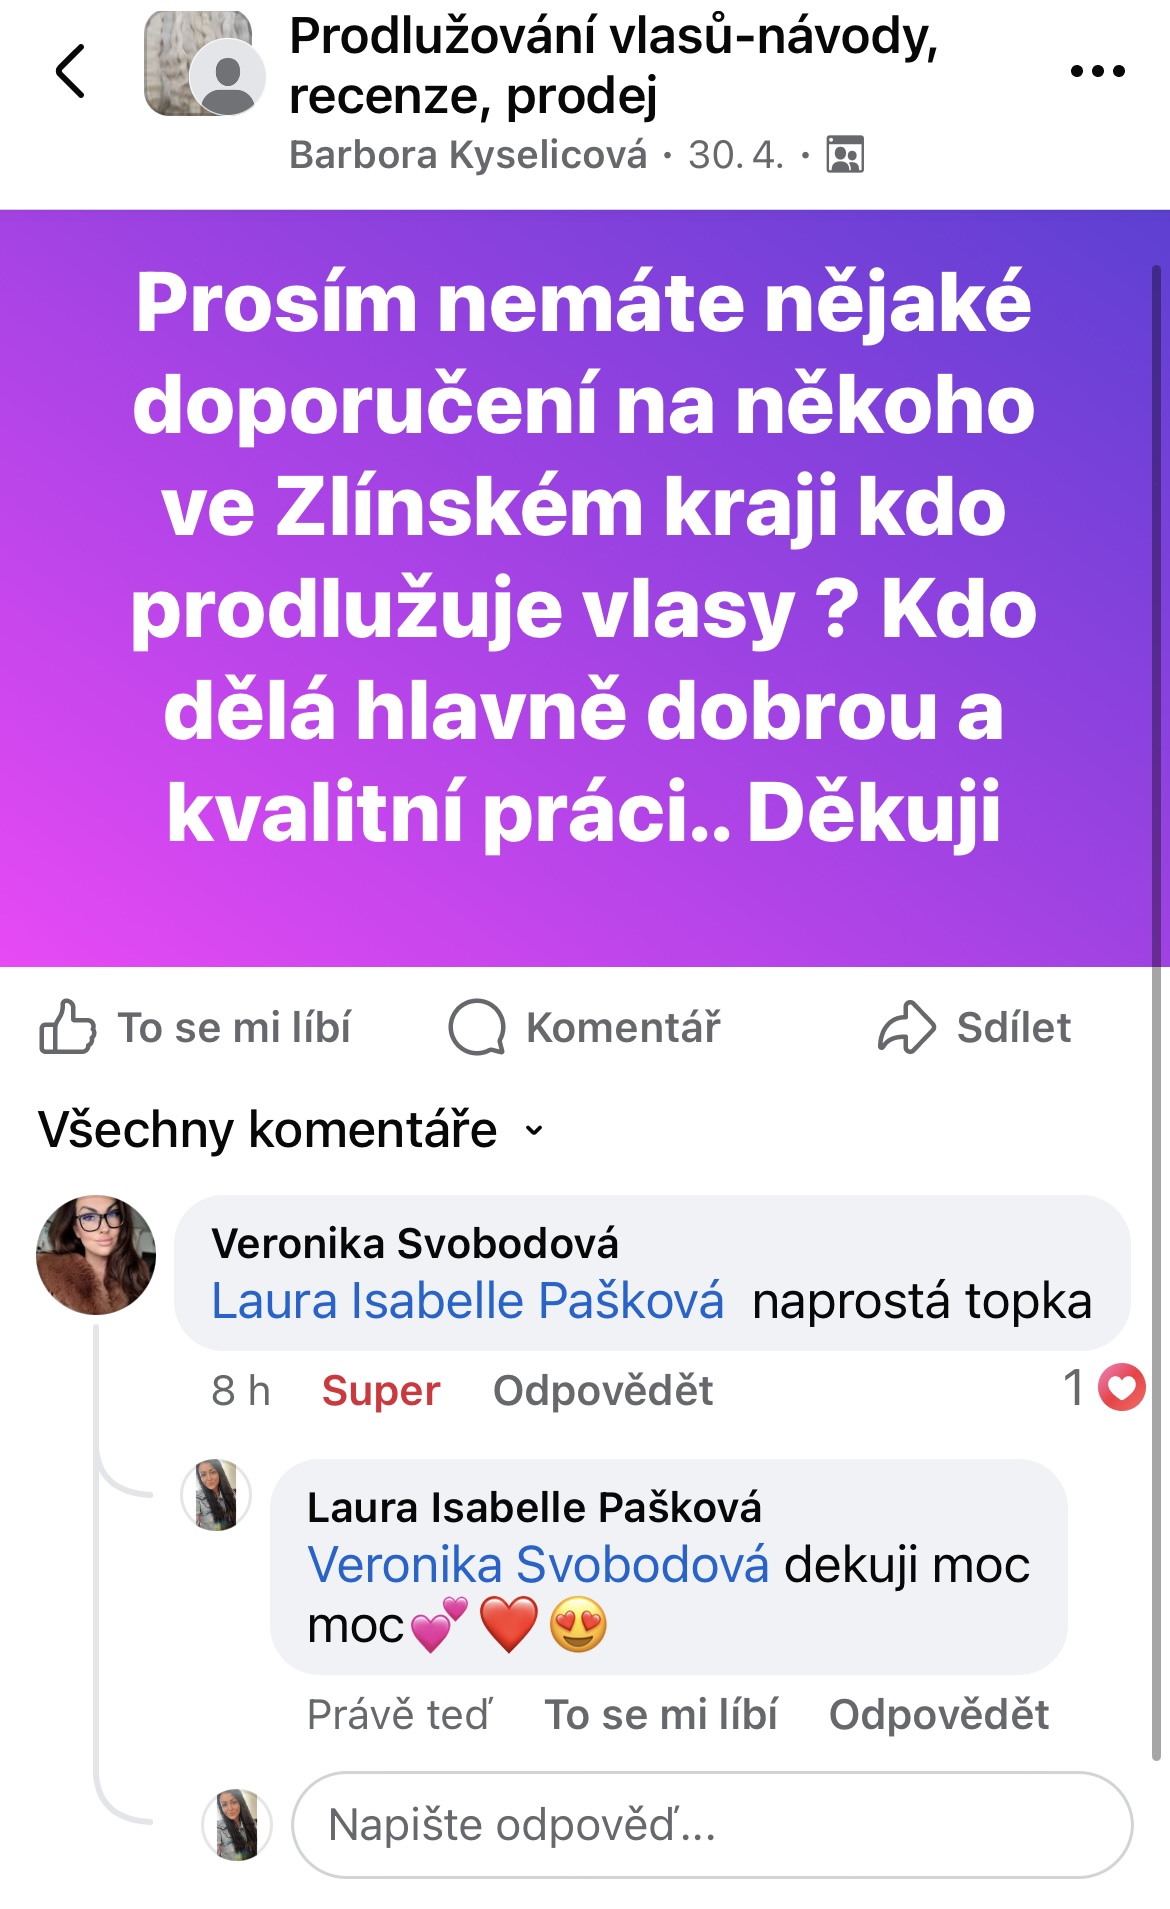 Prodlužování vlasů-návody,
recenze, prodej
Barbora Kyselicová · 30. 4. ·
Prosím nemáte nějaké
doporučení na někoho
ve Zlínském kraji kdo
prodlužuje vlasy ? Kdo
dělá hlavně dobrou a
kvalitní práci.. Děkuji
To se mi líbí Komentář Sdílet
Všechny komentáře
Veronika Svobodová
Laura Isabelle Pašková naprostá topka
8 h Super Odpovědět 1
Laura Isabelle Pašková
Veronika Svobodová dekuji moc
moc💕❤️😍
Právě teď To se mi líbí Odpovědět
Napište odpověď...